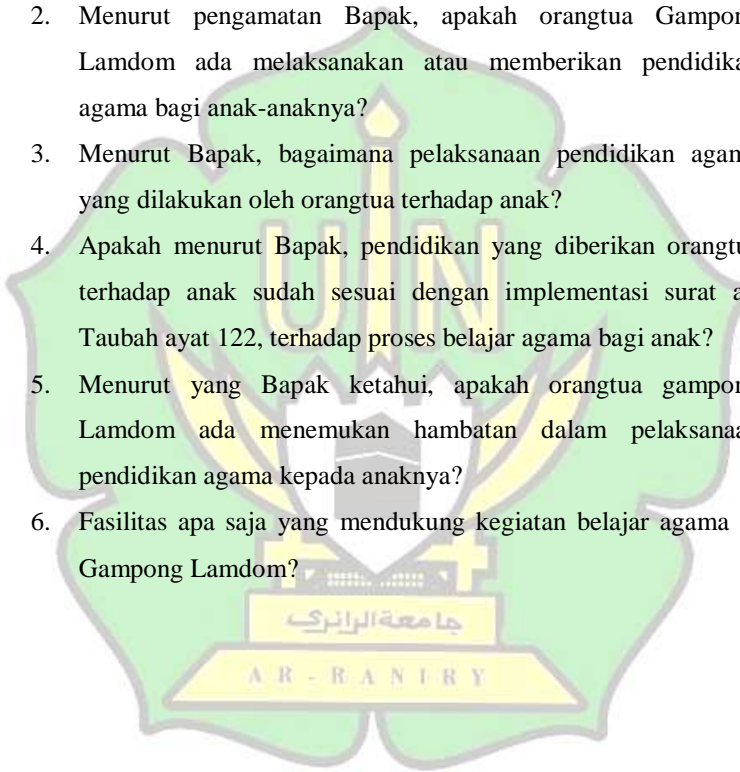 2. Menurut pengamatan Bapak, apakah orangtua Gampon
Lamdom ada melaksanakan atau memberikan pendidika
agama bagi anak-anaknya?
3. Menurut Bapak, bagaimana pelaksanaan pendidikan agam
yang dilakukan oleh orangtua terhadap anak?
4. Apakah menurut Bapak, pendidikan yang diberikan orangtu
terhadap anak sudah sesuai dengan implementasi surat a
Taubah ayat 122, terhadap proses belajar agama bagi anak?
5. Menurut yang Bapak ketahui, apakah orangtua gampon
Lamdom ada menemukan hambatan dalam pelaksanaa
pendidikan agama kepada anaknya?
6. Fasilitas apa saja yang mendukung kegiatan belajar agama
Gampong Lamdom?
UIN
جامعة الرانري
AR-RANIRY